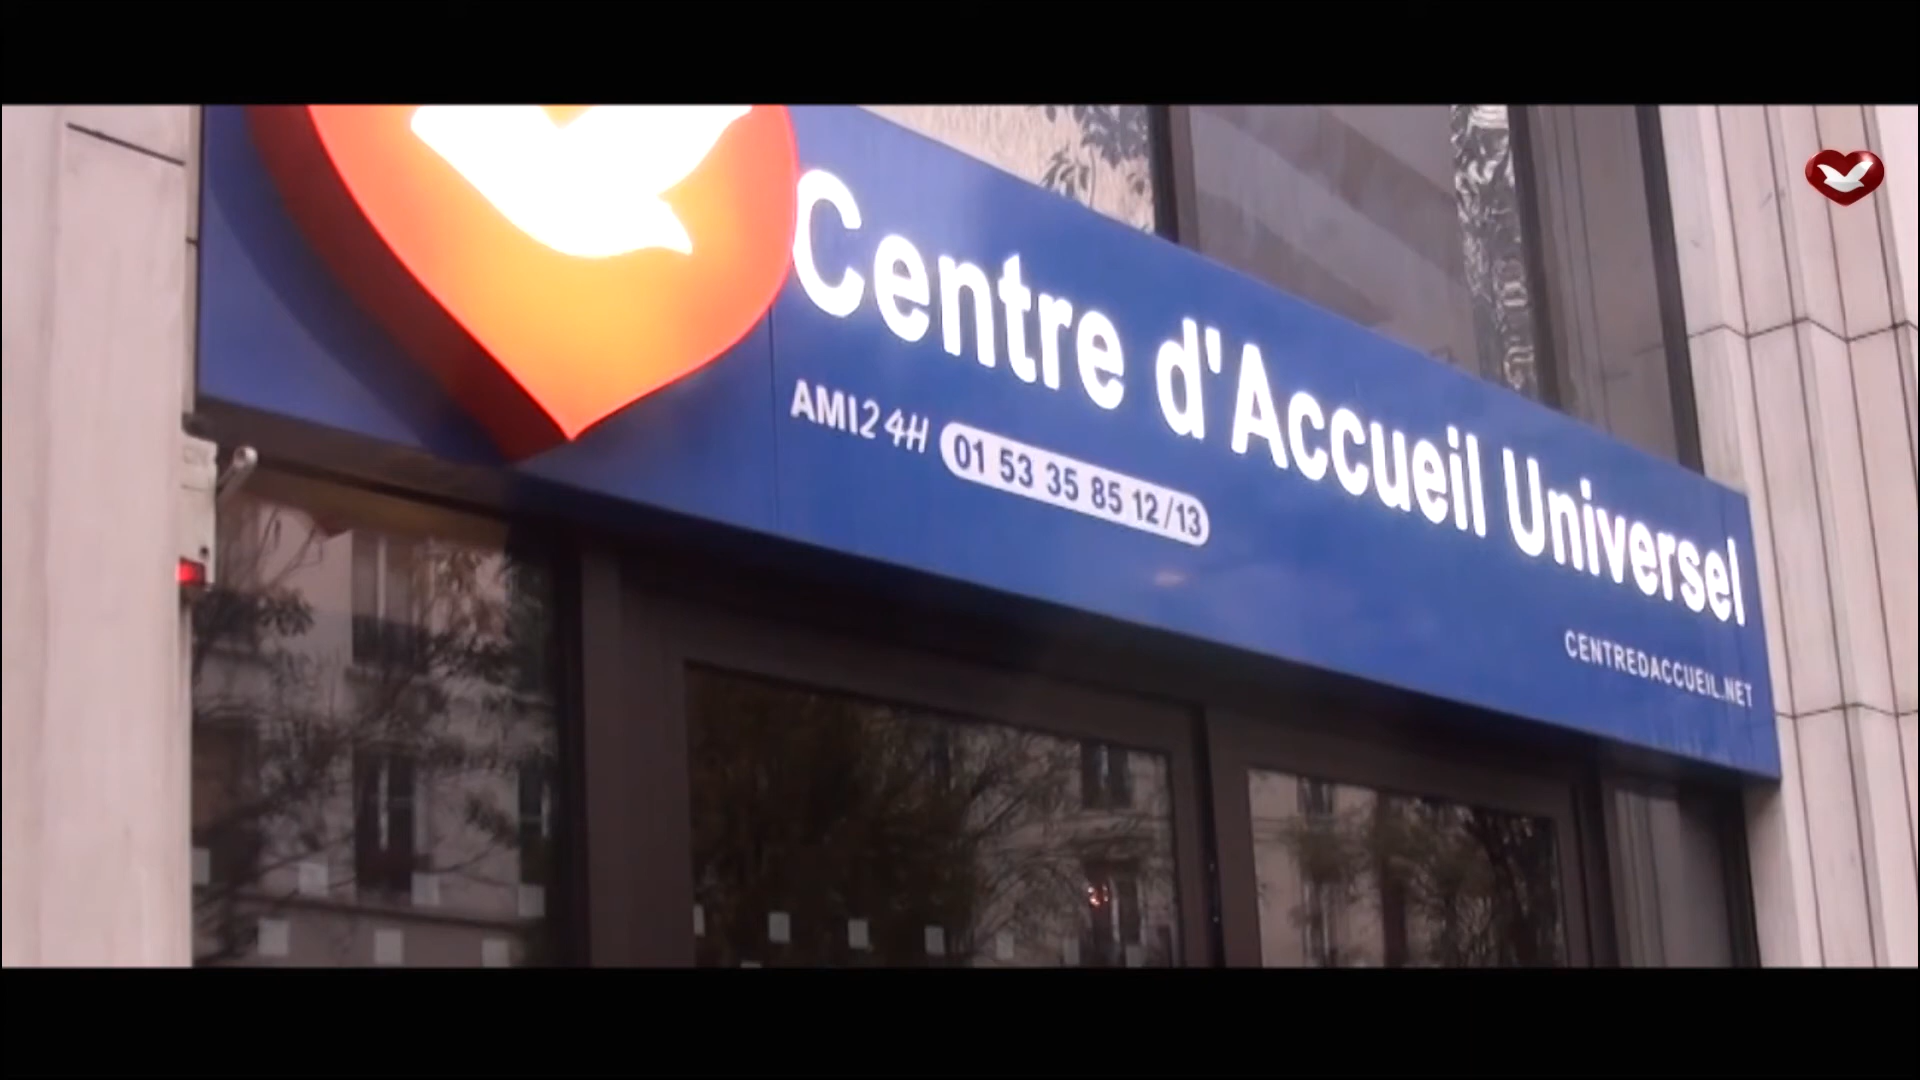 Centre d'Accueil Universel
AMI24H 01 53 35 85 12/13
CENTREDACCUEIL.NET